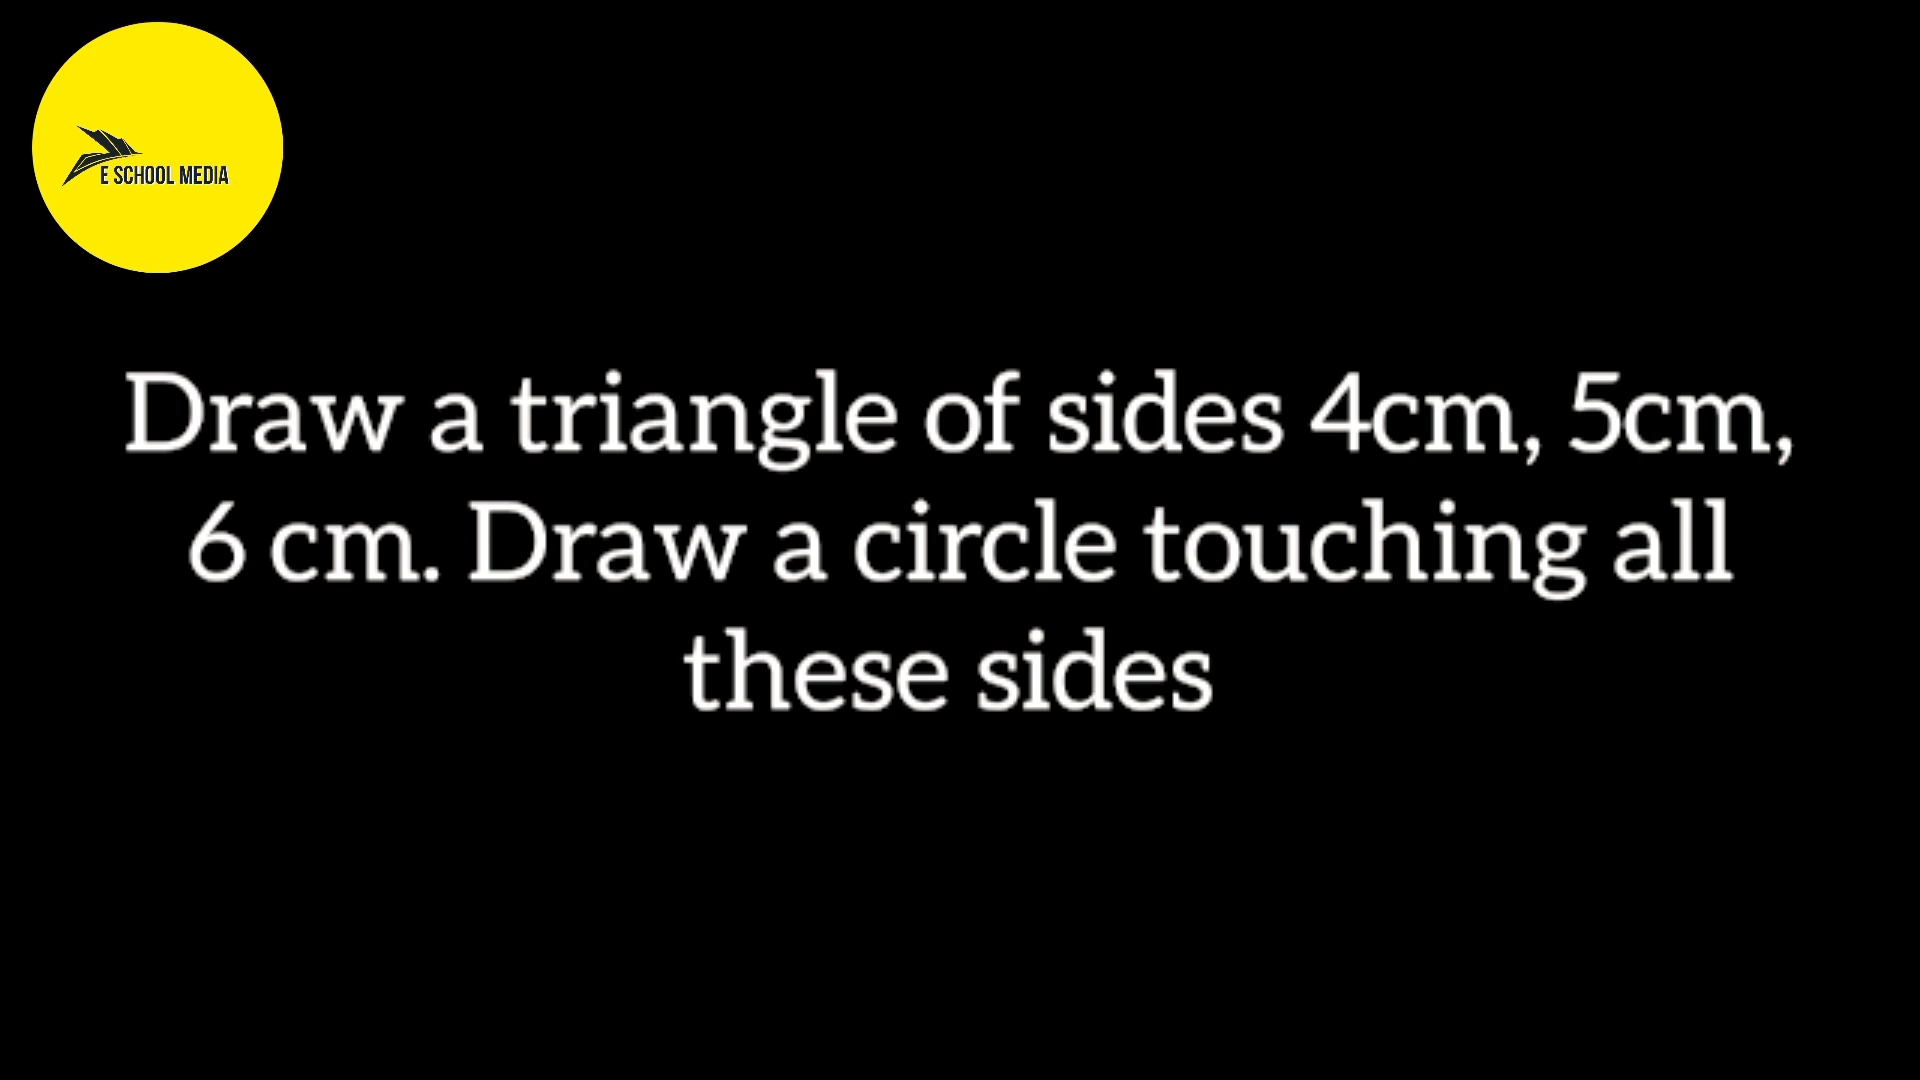 E SCHOOL MEDIA
Draw a triangle of sides 4cm, 5cm,
6 cm. Draw a circle touching all
these sides